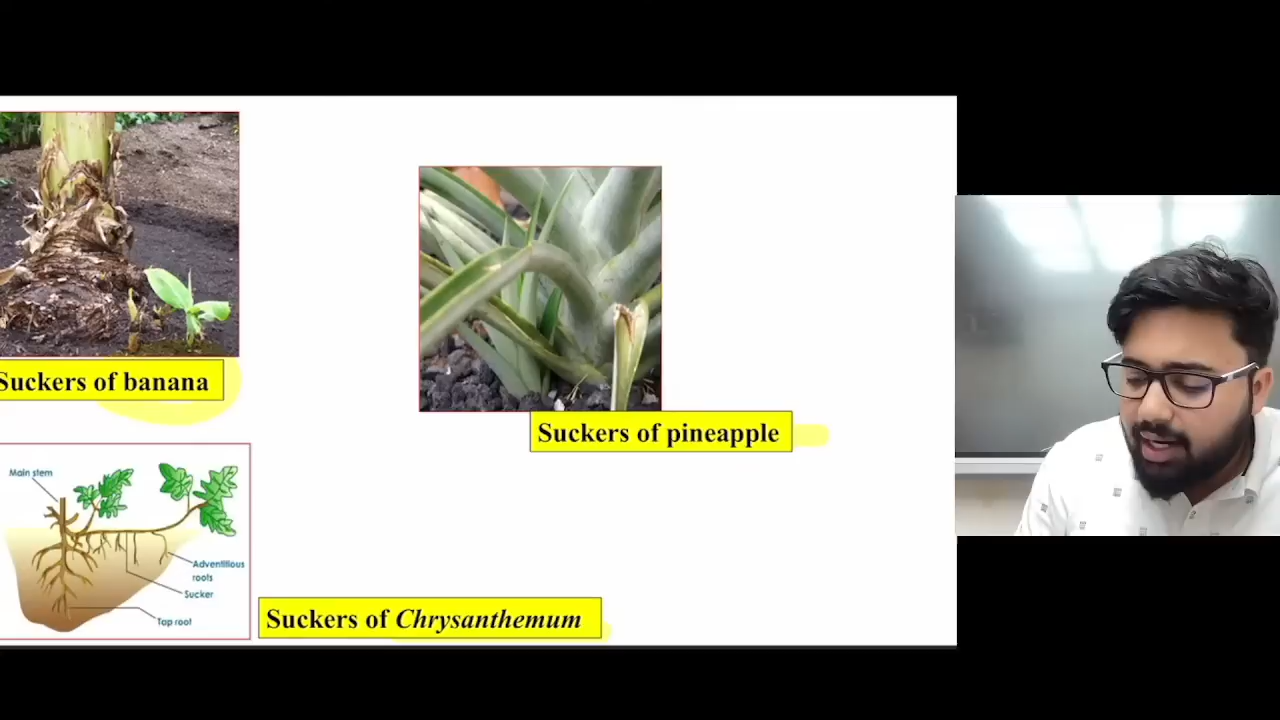 Suckers of banana
Suckers of pineapple
Main stem
Adventitious
roots
Sucker
Tap root
Suckers of Chrysanthemum